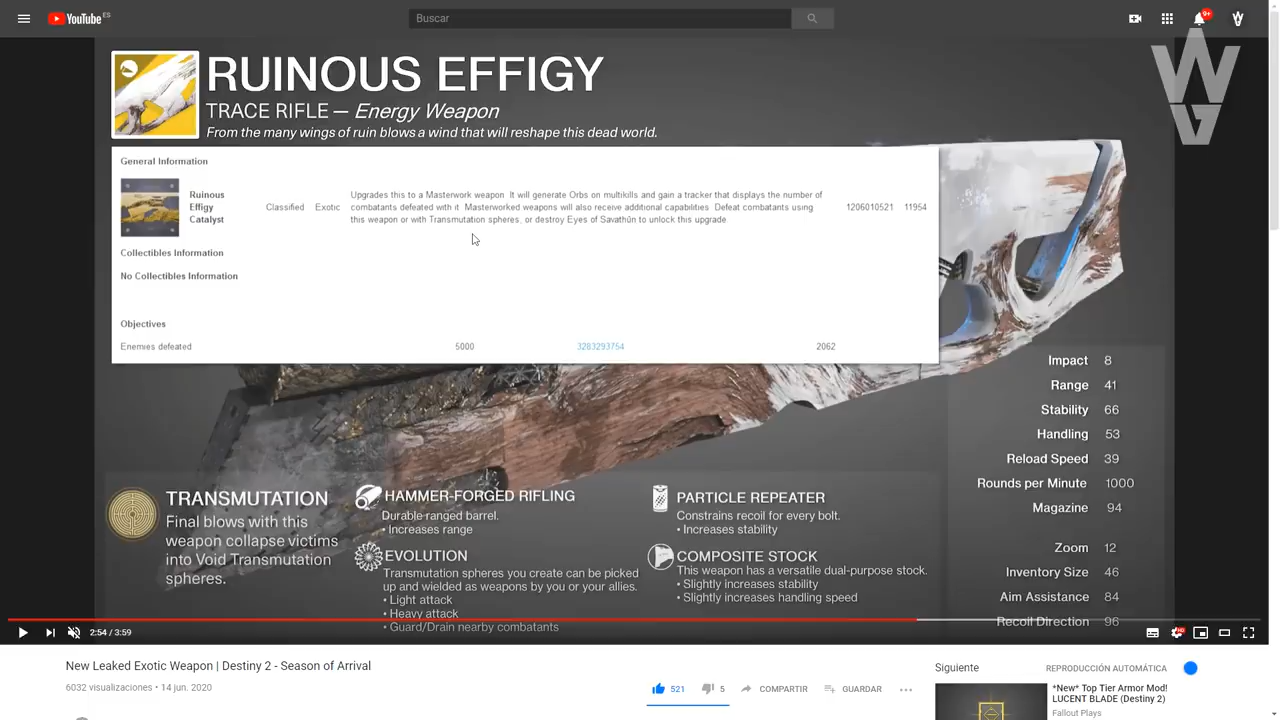 YouTube ES
Buscar
9+
W
WG
RUINOUS EFFIGY
TRACE RIFLE — Energy Weapon
From the many wings of ruin blows a wind that will reshape this dead world.
General Information
Ruinous
Effigy
Catalyst
Classified
Exotic
Upgrades this to a Masterwork weapon. It will generate Orbs on multikills and gain a tracker that displays the number of
combatants defeated with it. Masterworked weapons will also receive additional capabilities. Defeat combatants using
this weapon or with Transmutation spheres, or destroy Eyes of Savathûn to unlock this upgrade.
1206010521 11954
Collectibles Information
No Collectibles Information
Objectives
Enemies defeated 5000 3283293754 2062
Impact 8
Range 41
Stability 66
Handling 53
Reload Speed 39
Rounds per Minute 1000
Magazine 94
Zoom 12
Inventory Size 46
Aim Assistance 84
Recoil Direction 96
TRANSMUTATION
Final blows with this
weapon collapse victims
into Void Transmutation
spheres.
HAMMER-FORGED RIFLING
Durable ranged barrel.
• Increases range
EVOLUTION
Transmutation spheres you create can be picked
up and wielded as weapons by you or your allies.
• Light attack
• Heavy attack
• Guard/Drain nearby combatants
PARTICLE REPEATER
Constrains recoil for every bolt.
• Increases stability
COMPOSITE STOCK
This weapon has a versatile dual-purpose stock.
• Slightly increases stability
• Slightly increases handling speed
2:54 / 3:59
HD
New Leaked Exotic Weapon | Destiny 2 - Season of Arrival
6032 visualizaciones • 14 jun. 2020
521
5
COMPARTIR
GUARDAR
Siguiente
REPRODUCCIÓN AUTOMÁTICA
*New* Top Tier Armor Mod!
LUCENT BLADE (Destiny 2)
Fallout Plays